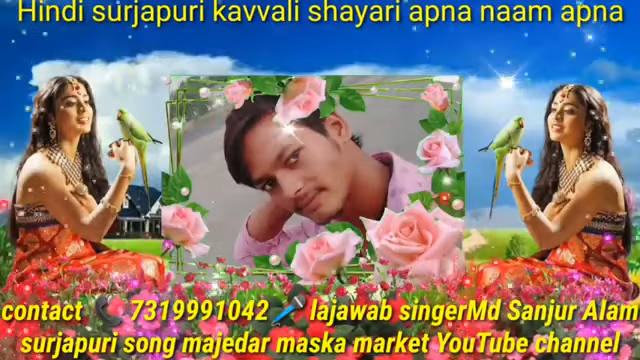 Hindi surjapuri kavvali shayari apna naam apna
contact 7319991042 lajawab singerMd Sanjur Alam
surjapuri song majedar maska market YouTube channel